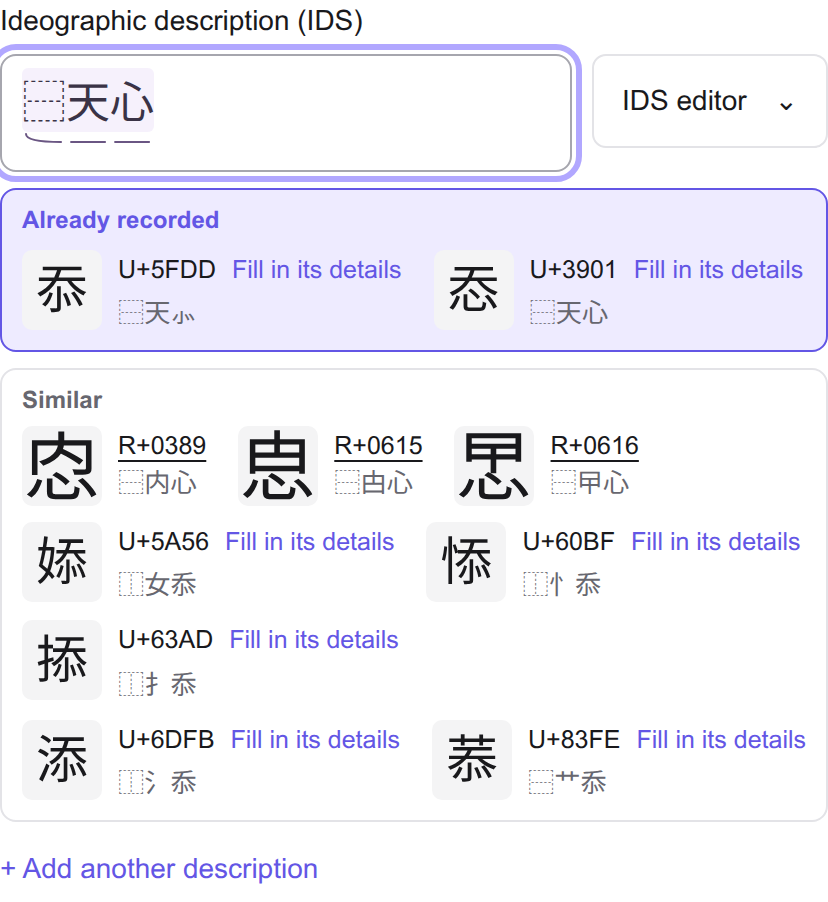 Ideographic description (IDS)
⿱天心
IDS editor
Already recorded
忝 U+5FDD Fill in its details
⿱天⺗
㤁 U+3901 Fill in its details
⿱天心
Similar
R+0389
⿱内心
R+0615
⿱由心
R+0616
⿱甲心
婖 U+5A56 Fill in its details
⿰女忝
悿 U+60BF Fill in its details
⿰忄忝
掭 U+63AD Fill in its details
⿰扌忝
添 U+6DFB Fill in its details
⿰氵忝
菾 U+83FE Fill in its details
⿱艹忝
+ Add another description